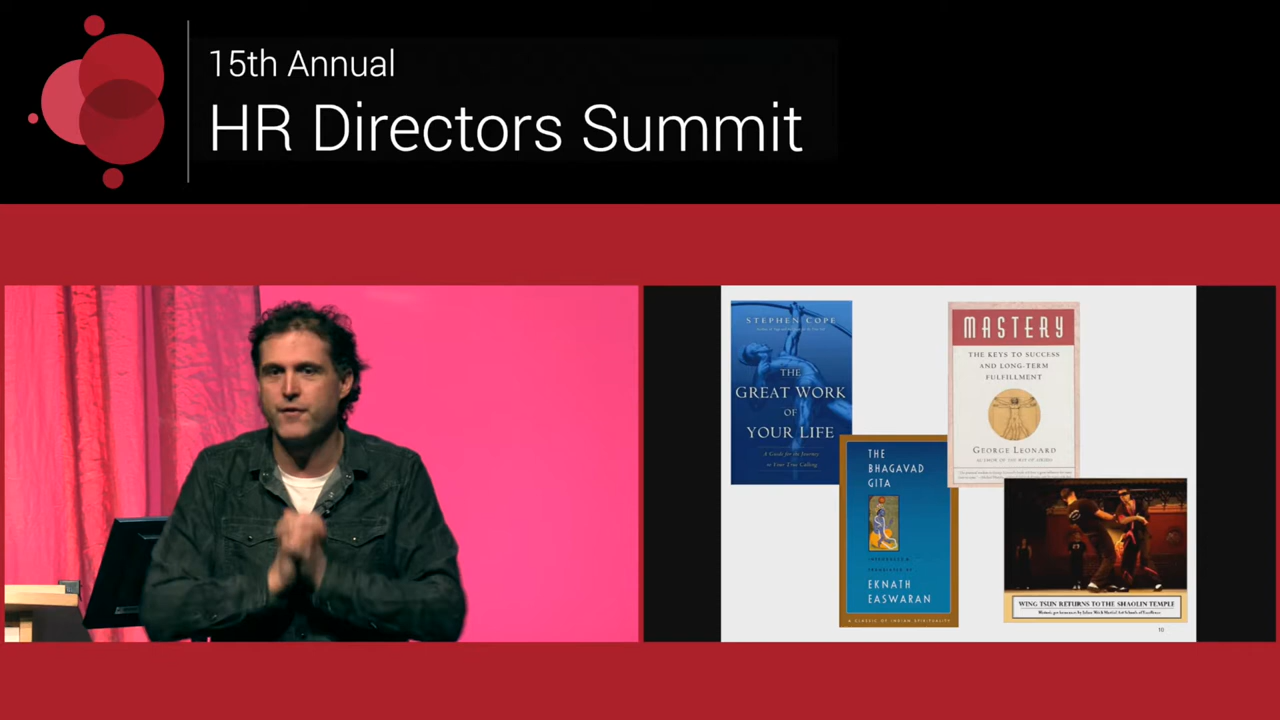 15th Annual
HR Directors Summit
STEPHEN COPE
THE
GREAT WORK
OF
YOUR LIFE
A Guide for the Journey
to Your True Calling
MASTERY
THE KEYS TO SUCCESS
AND LONG-TERM
FULFILLMENT
GEORGE LEONARD
THE
BHAGAVAD
GITA
EKNATH
EASWARAN
A CLASSIC OF INDIAN SPIRITUALITY
WING TSUN RETURNS TO THE SHAOLIN TEMPLE
16